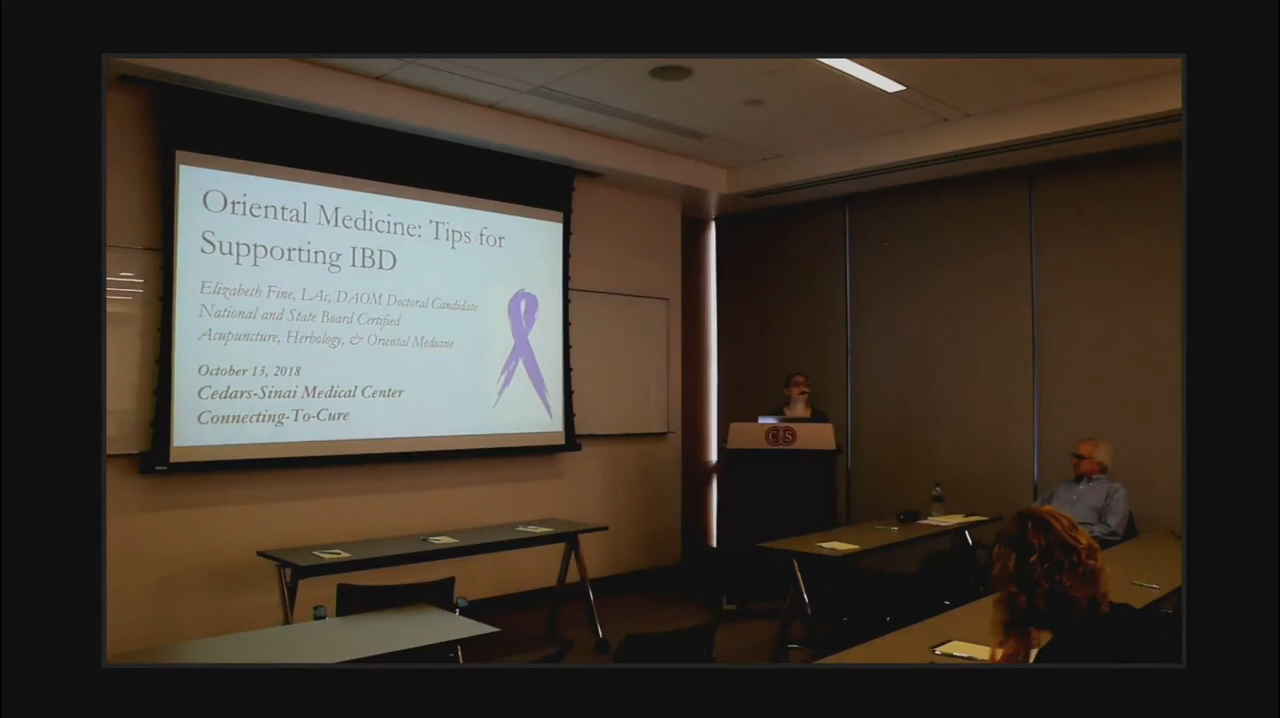 Oriental Medicine: Tips for
Supporting IBD
Elizabeth Fine, LAc, DAOM Doctoral Candidate
National and State Board Certified
Acupuncture, Herbology, & Oriental Medicine
October 13, 2018
Cedars-Sinai Medical Center
Connecting-To-Cure
CS